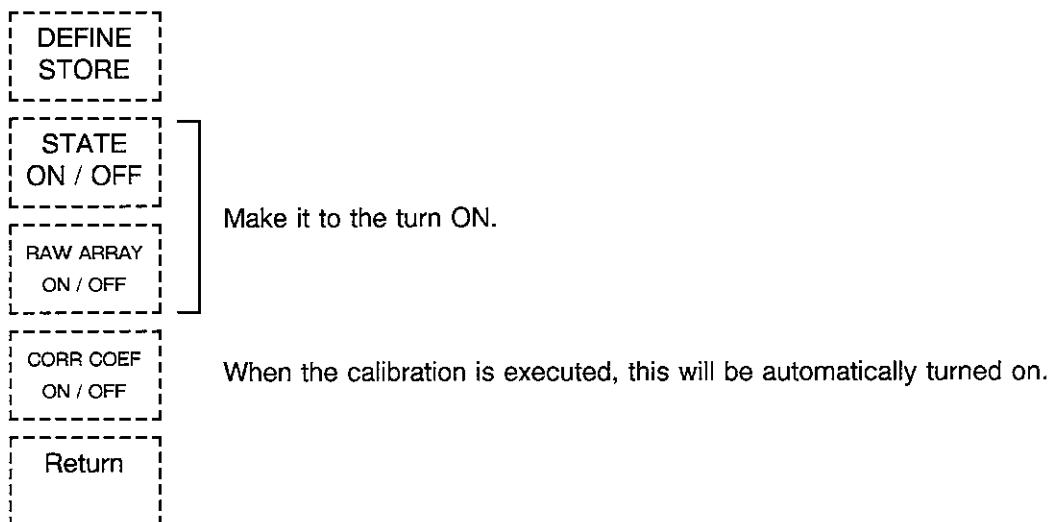 DEFINE
STORE
STATE
ON / OFF
Make it to the turn ON.
RAW ARRAY
ON / OFF
CORR COEF
ON / OFF
When the calibration is executed, this will be automatically turned on.
Return